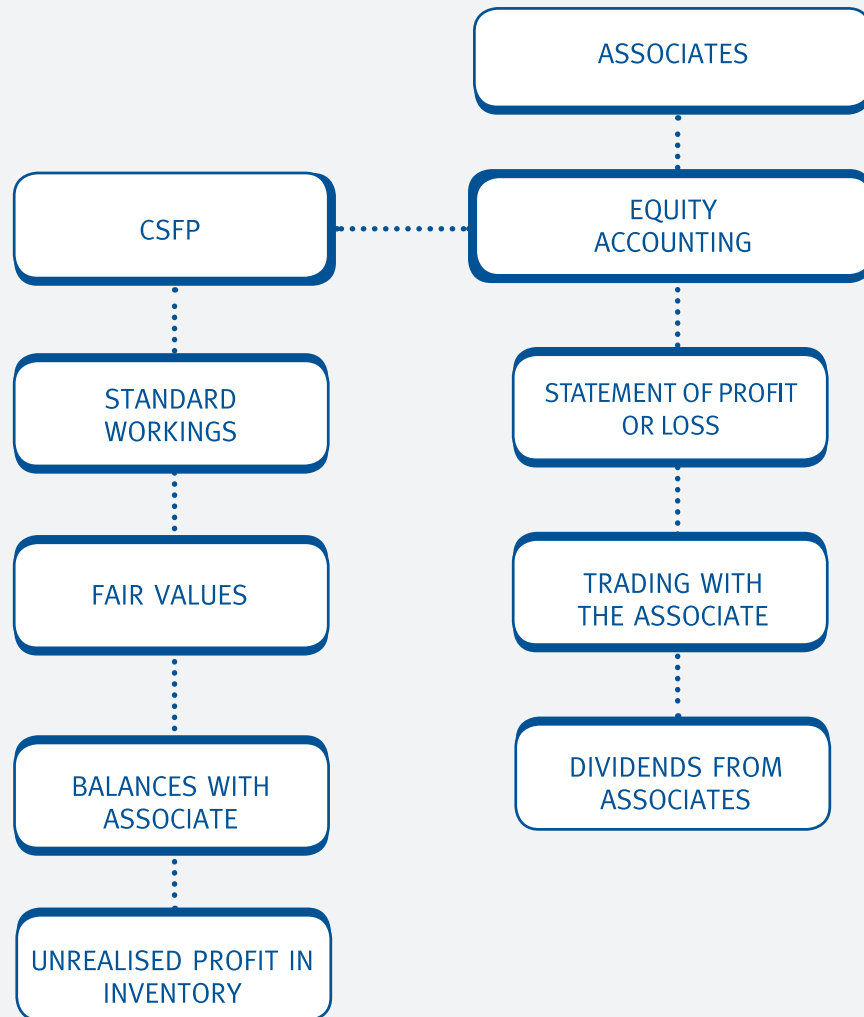 ASSOCIATES
CSFP
EQUITY
ACCOUNTING
STANDARD
WORKINGS
STATEMENT OF PROFIT
OR LOSS
FAIR VALUES
TRADING WITH
THE ASSOCIATE
BALANCES WITH
ASSOCIATE
DIVIDENDS FROM
ASSOCIATES
UNREALISED PROFIT IN
INVENTORY